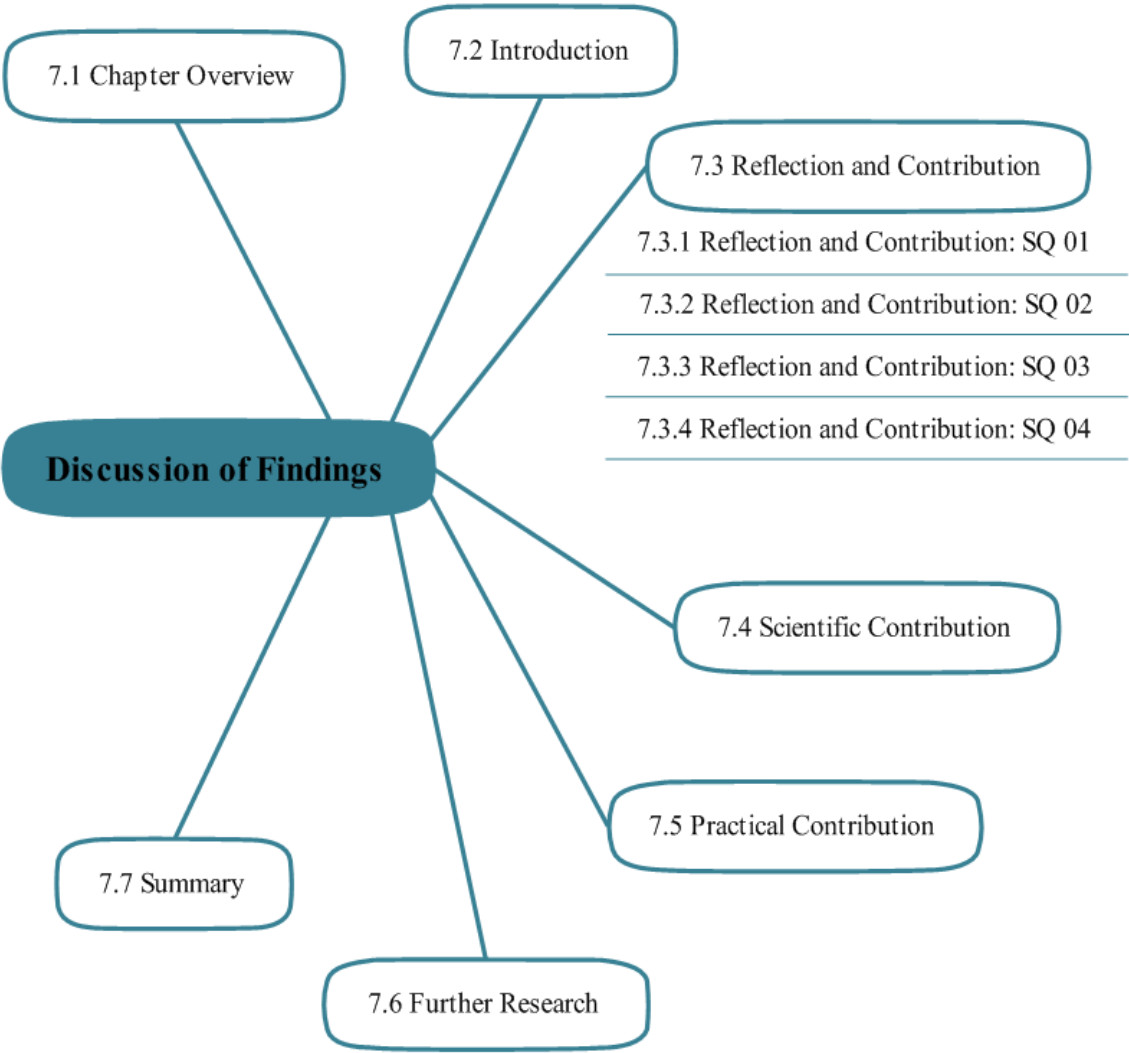 7.1 Chapter Overview
7.2 Introduction
7.3 Reflection and Contribution
7.3.1 Reflection and Contribution: SQ 01
7.3.2 Reflection and Contribution: SQ 02
7.3.3 Reflection and Contribution: SQ 03
7.3.4 Reflection and Contribution: SQ 04
Discussion of Findings
7.4 Scientific Contribution
7.5 Practical Contribution
7.7 Summary
7.6 Further Research